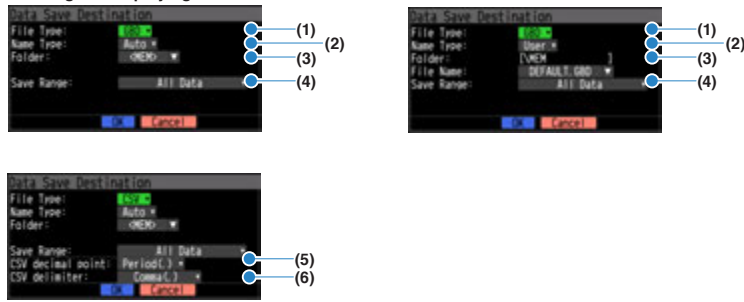 Data Save Destination
File Type: GBD
Name Type: Auto
Folder: <MEM>
Save Range: All Data
OK Cancel
(1)
(2)
(3)
(4)
Data Save Destination
File Type: GBD
Name Type: User
Folder: [\MEM ]
File Name: DEFAULT.GBD
Save Range: All Data
OK Cancel
(1)
(2)
(3)
(4)
Data Save Destination
File Type: CSV
Name Type: Auto
Folder: <MEM>
Save Range: All Data
CSV decimal point: Period(.)
CSV delimiter: Comma(,)
OK Cancel
(5)
(6)